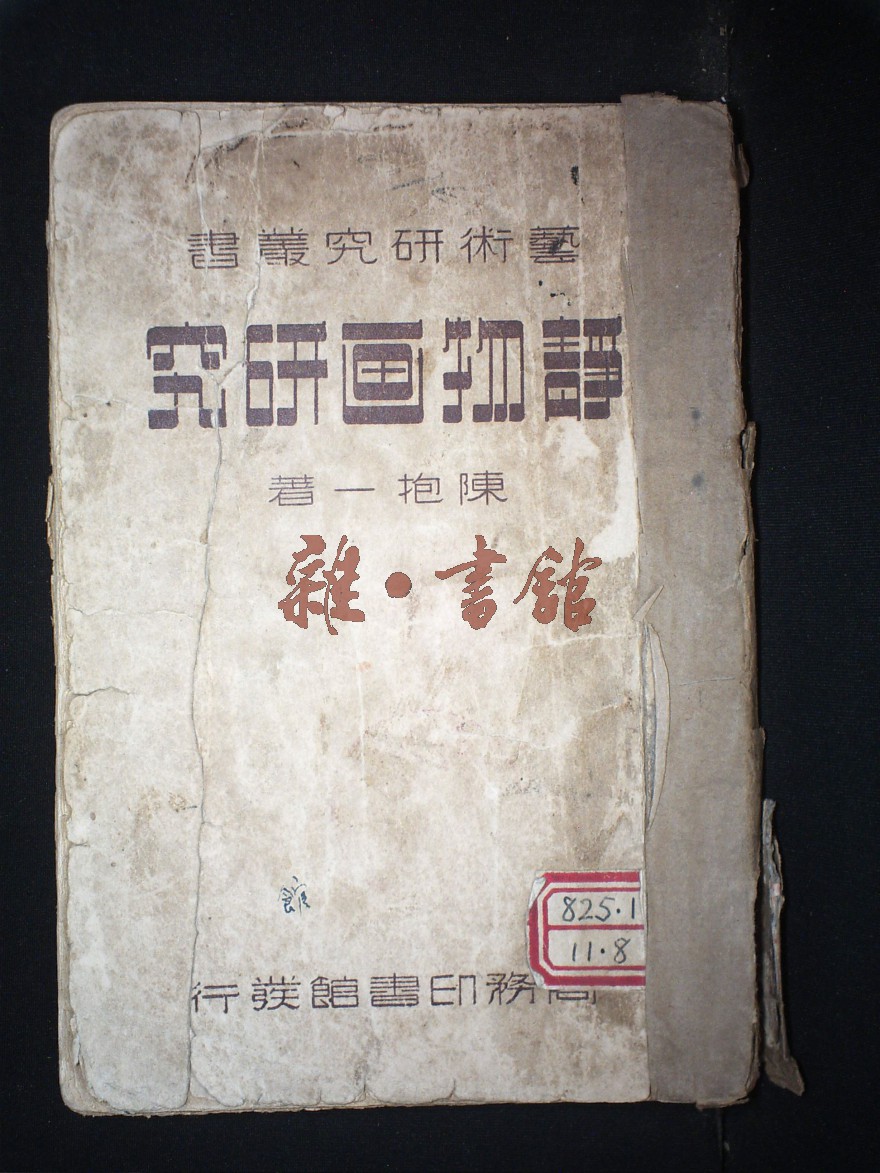 藝術研究叢書
靜物画研究
陳抱一著
雜·書館
館
825.1
11.8
商務印書館發行